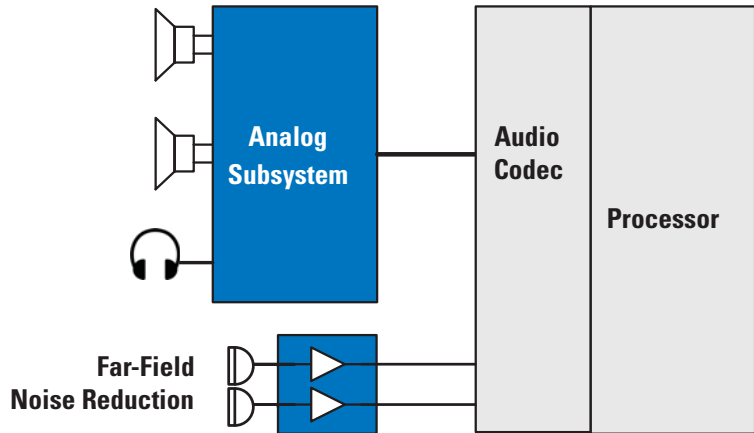 Analog
Subsystem
Audio
Codec
Processor
Far-Field
Noise Reduction